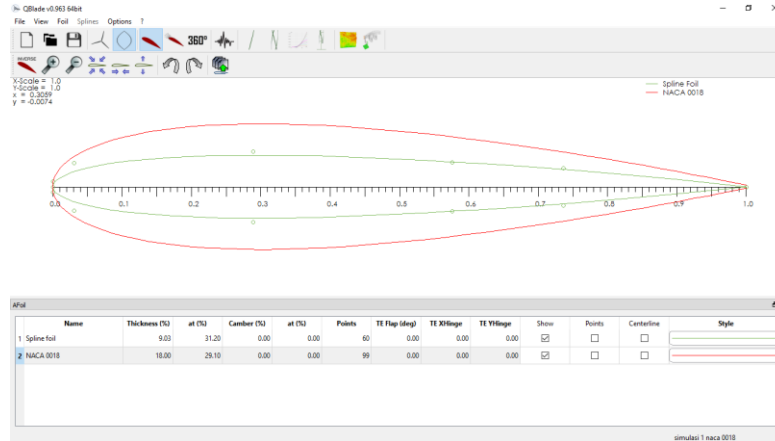 QBlade v0.963 64bit
File View Foil Splines Options ?
360°
INVERSE
X-Scale = 1.0
Y-Scale = 1.0
x = 0.3059
y = -0.0074
Spline Foil
NACA 0018
0.0 0.1 0.2 0.3 0.4 0.5 0.6 0.7 0.8 0.9 1.0
AFoil
Name Thickness (%) at (%) Camber (%) at (%) Points TE Flap (deg) TE XHinge TE YHinge Show Points Centerline Style
1 Spline foil 9.03 31.20 0.00 0.00 60 0.00 0.00 0.00
2 NACA 0018 18.00 29.10 0.00 0.00 99 0.00 0.00 0.00
simulasi 1 naca 0018